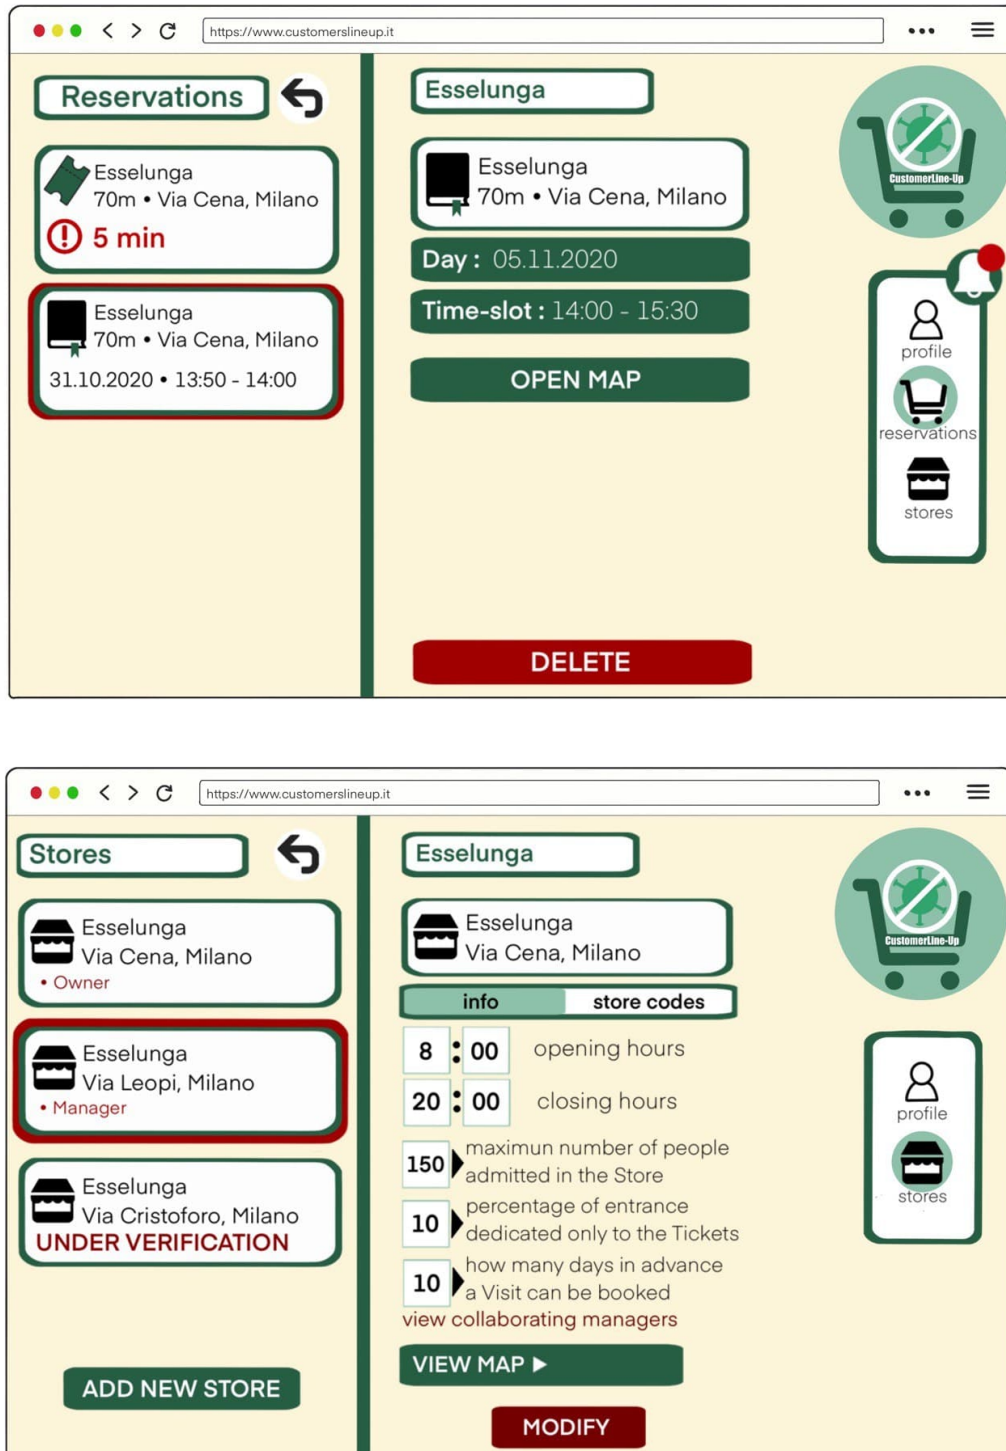 https://www.customerslineup.it
Reservations
Esselunga
70m • Via Cena, Milano
5 min
Esselunga
70m • Via Cena, Milano
31.10.2020 • 13:50 - 14:00
Esselunga
Esselunga
70m • Via Cena, Milano
Day : 05.11.2020
Time-slot : 14:00 - 15:30
OPEN MAP
DELETE
CustomerLine-Up
profile
reservations
stores
https://www.customerslineup.it
Stores
Esselunga
Via Cena, Milano
• Owner
Esselunga
Via Leopi, Milano
• Manager
Esselunga
Via Cristoforo, Milano
UNDER VERIFICATION
ADD NEW STORE
Esselunga
Esselunga
Via Cena, Milano
info store codes
8 : 00 opening hours
20 : 00 closing hours
150 maximun number of people
admitted in the Store
10 percentage of entrance
dedicated only to the Tickets
10 how many days in advance
a Visit can be booked
view collaborating managers
VIEW MAP
MODIFY
CustomerLine-Up
profile
stores